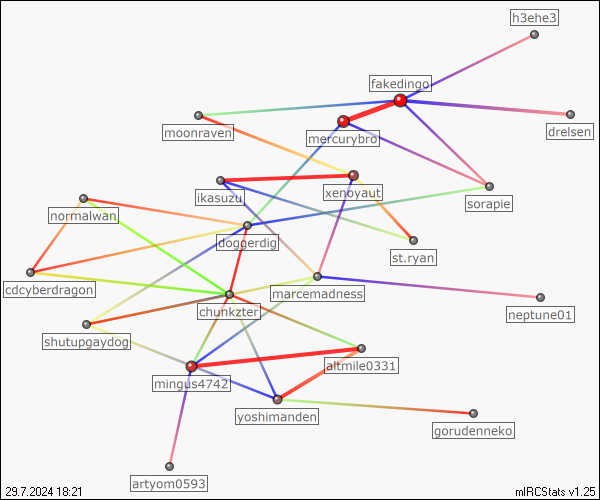 h3ehe3
fakedingo
drelsen
moonraven
mercurybro
ikasuzu
xenoyaut
sorapie
normalwan
doggerdig
st.ryan
cdcyberdragon
marcemadness
chunkzter
neptune01
shutupgaydog
altmile0331
mingus4742
yoshimanden
gorudenneko
artyom0593
29.7.2024 18:21
mIRCStats v1.25